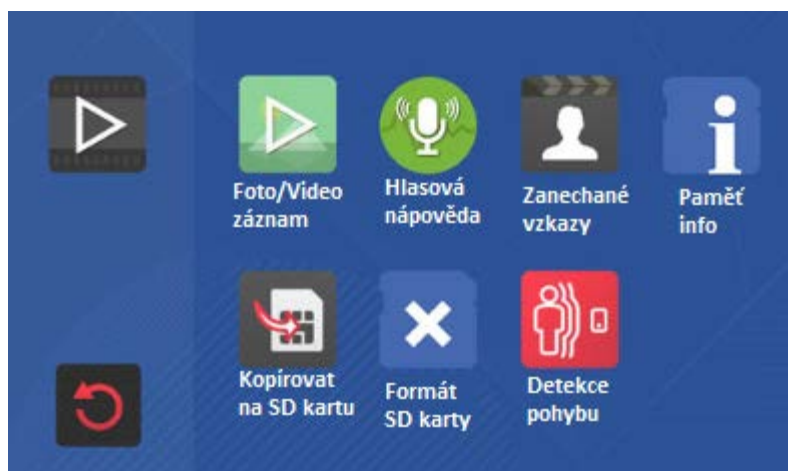 Foto/Video
záznam
Hlasová
nápověda
Zanechané
vzkazy
Paměť
info
Kopírovat
na SD kartu
Formát
SD karty
Detekce
pohybu